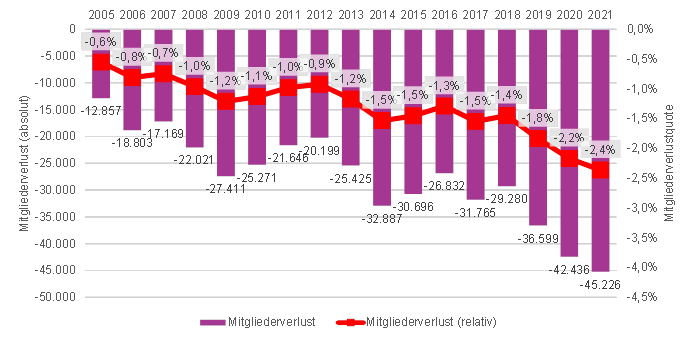 2005 2006 2007 2008 2009 2010 2011 2012 2013 2014 2015 2016 2017 2018 2019 2020 2021
0 -5.000 -10.000 -15.000 -20.000 -25.000 -30.000 -35.000 -40.000 -45.000 -50.000
Mitgliederverlust (absolut)
-0,6% -0,8% -0,7% -1,0% -1,2% -1,1% -1,0% -0,9% -1,2% -1,5% -1,5% -1,3% -1,5% -1,4% -1,8% -2,2% -2,4%
-12.857 -18.803 -17.169 -22.021 -27.411 -25.271 -21.646 -20.199 -25.425 -32.887 -30.696 -26.832 -31.765 -29.280 -36.599 -42.436 -45.226
0,0% -0,5% -1,0% -1,5% -2,0% -2,5% -3,0% -3,5% -4,0% -4,5%
Mitgliederverlustquote
Mitgliederverlust
Mitgliederverlust (relativ)